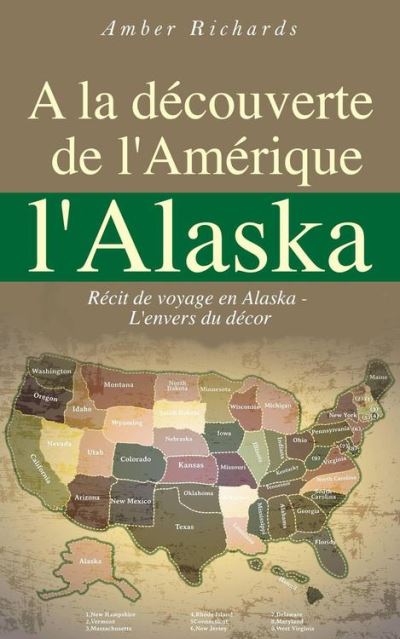 Amber Richards
A la découverte
de l'Amérique
l'Alaska
Récit de voyage en Alaska -
L'envers du décor
Washington
Oregon
California
Nevada
Idaho
Montana
Wyoming
Utah
Arizona
Colorado
New Mexico
North Dakota
South Dakota
Nebraska
Kansas
Oklahoma
Texas
Minnesota
Iowa
Missouri
Arkansas
Louisiana
Wisconsin
Illinois
Michigan
Indiana
Ohio
Kentucky
Tennessee
Mississippi
Alabama
Georgia
Florida
South Carolina
North Carolina
Virginia
Pennsylvania
New York
Maine
Alaska
Hawaii
1.New Hampshire
2.Vermont
3.Massachusetts
4.Rhode Island
5Connecticut
6.New Jersey
7.Delaware
8.Maryland
9.West Virginia